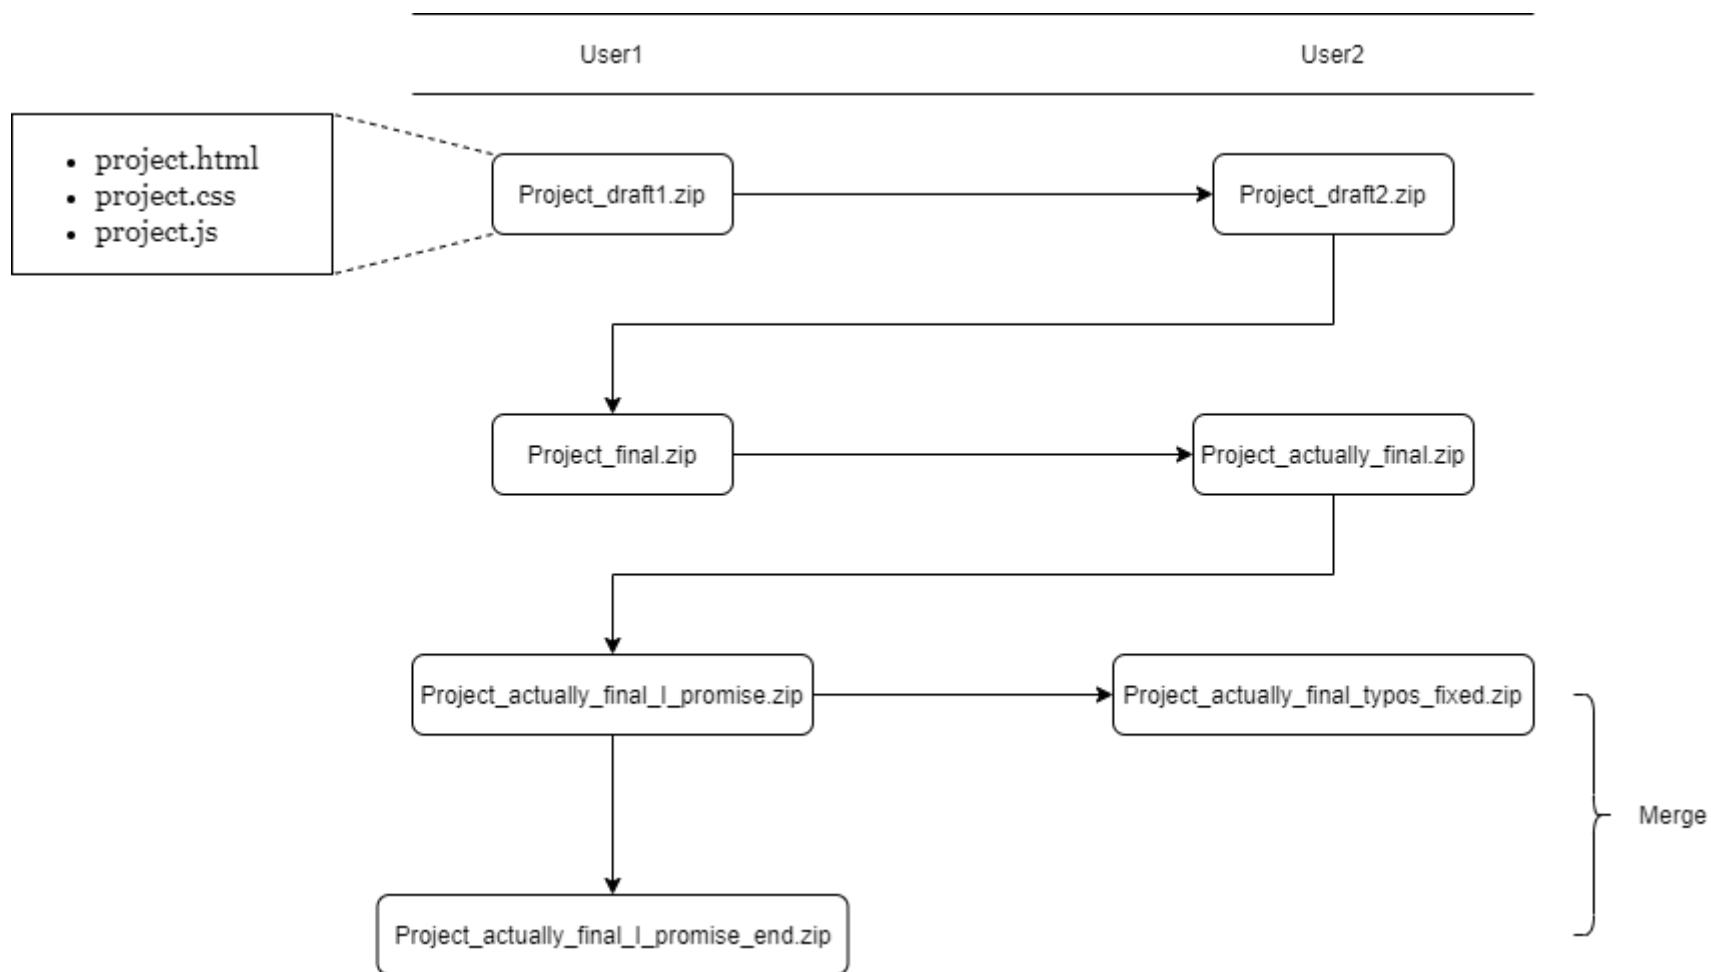 User1 User2
• project.html
• project.css
• project.js
Project_draft1.zip Project_draft2.zip
Project_final.zip Project_actually_final.zip
Project_actually_final_I_promise.zip Project_actually_final_typos_fixed.zip
Merge
Project_actually_final_I_promise_end.zip